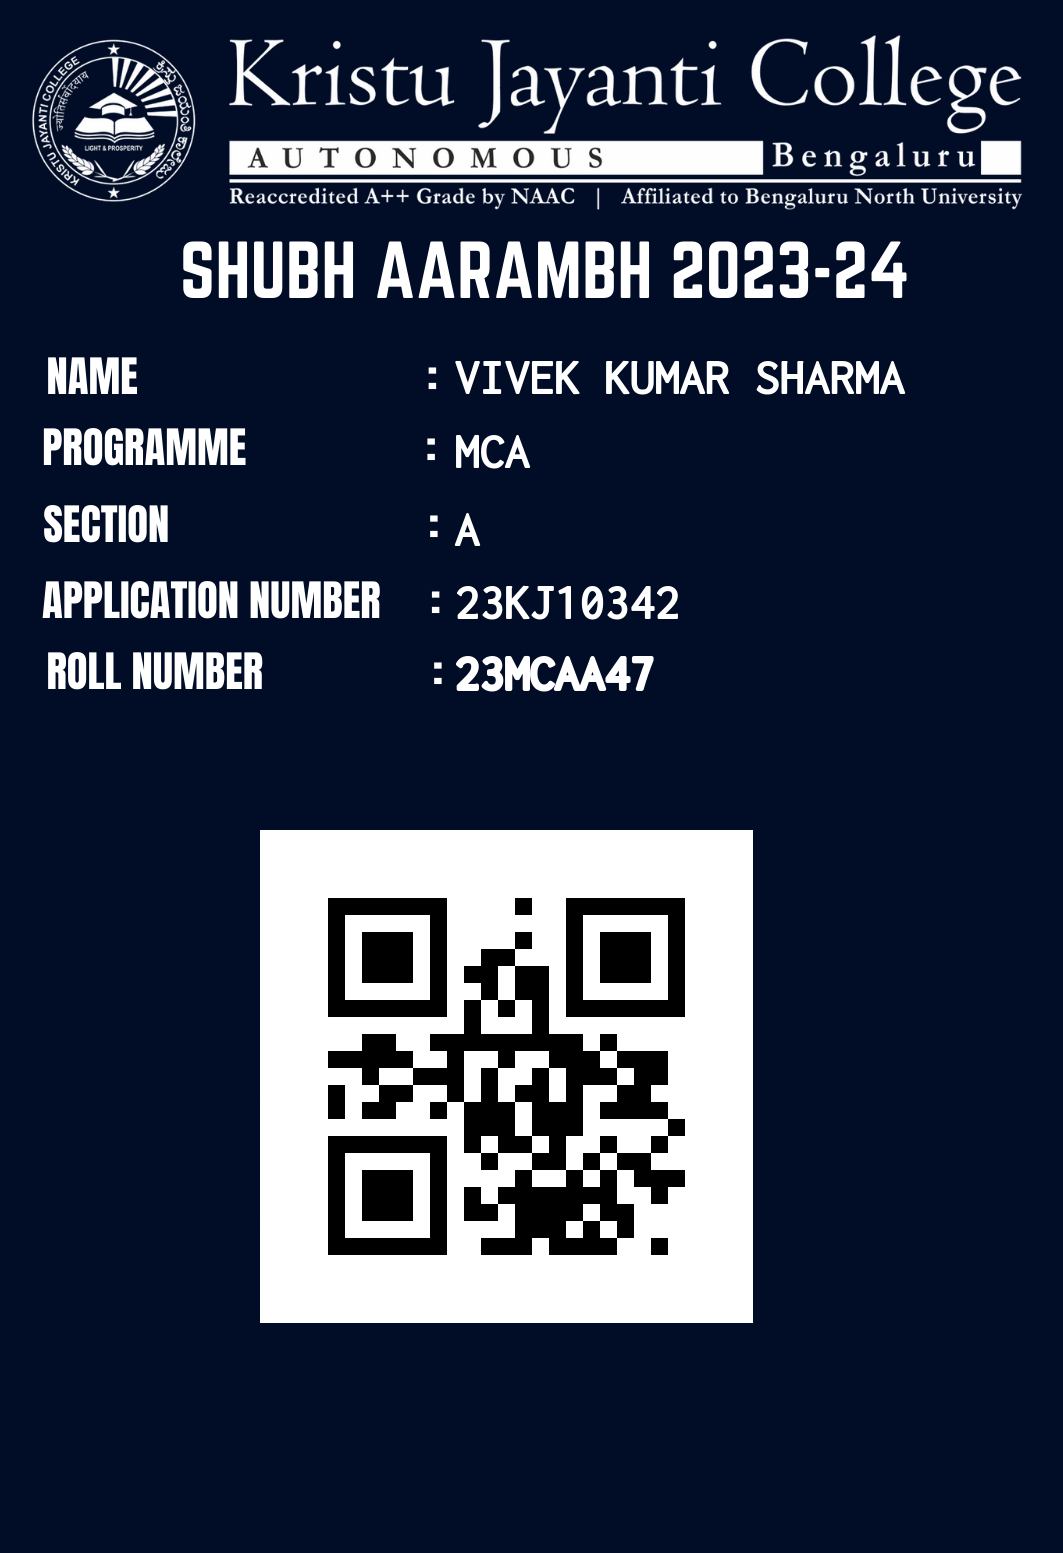 Kristu Jayanti College
AUTONOMOUS Bengaluru
Reaccredited A++ Grade by NAAC | Affiliated to Bengaluru North University
KRISTU JAYANTI COLLEGE
LIGHT & PROSPERITY
SHUBH AARAMBH 2023-24
NAME : VIVEK KUMAR SHARMA
PROGRAMME : MCA
SECTION : A
APPLICATION NUMBER : 23KJ10342
ROLL NUMBER : 23MCAA47